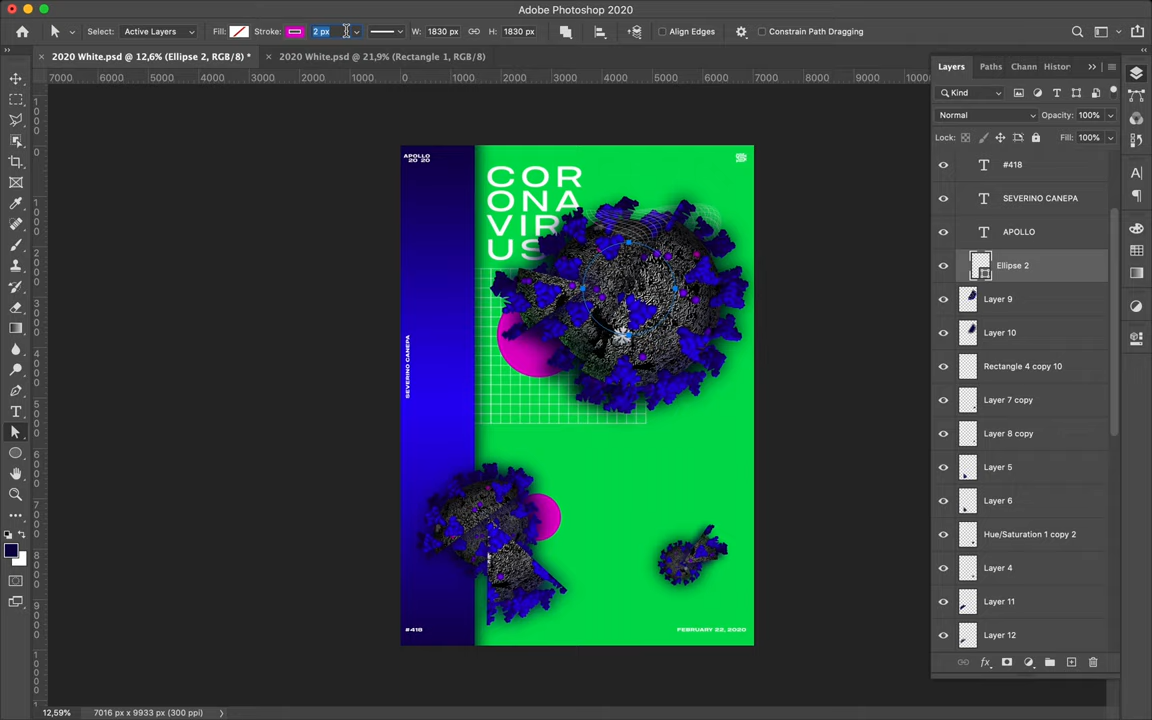 Adobe Photoshop 2020
Select: Active Layers Fill: Stroke: 2 px W: 1830 px H: 1830 px Align Edges Constrain Path Dragging
2020 White.psd @ 12,6% (Ellipse 2, RGB/8) * 2020 White.psd @ 21,9% (Rectangle 1, RGB/8)
7000 6000 5000 4000 3000 2000 1000 0 1000 2000 3000 4000 5000 6000 7000 8000 9000
Layers Paths Chann Histor
Kind
Normal Opacity: 100%
Lock: Fill: 100%
#418
SEVERINO CANEPA
APOLLO
Ellipse 2
Layer 9
Layer 10
Rectangle 4 copy 10
Layer 7 copy
Layer 8 copy
Layer 5
Layer 6
Hue/Saturation 1 copy 2
Layer 4
Layer 11
Layer 12
APOLLO
20 20
COR
ONA
VIR
US
SEVERINO CANEPA
#418
FEBRUARY 22, 2020
12,59% 7016 px x 9933 px (300 ppi)